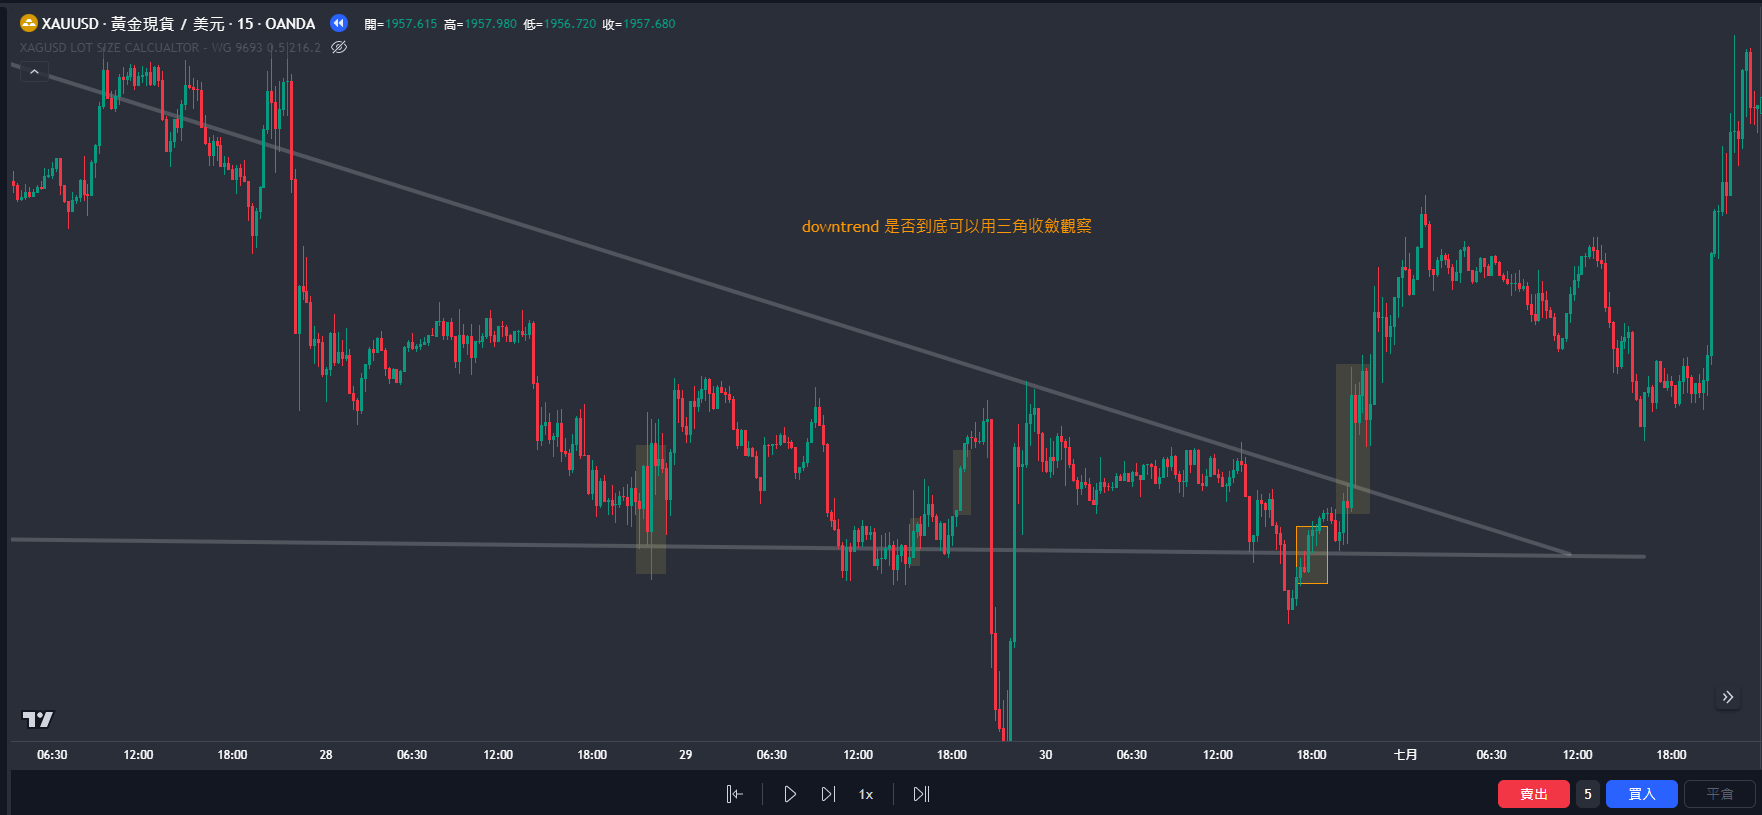 XAUUSD · 黃金現貨 / 美元 · 15 · OANDA 開=1957.615 高=1957.980 低=1956.720 收=1957.680
XAGUSD LOT SIZE CALCUALTOR - WG 9693 0.5 216.2
downtrend 是否到底可以用三角收斂觀察
06:30 12:00 18:00 28 06:30 12:00 18:00 29 06:30 12:00 18:00 30 06:30 12:00 18:00 七月 06:30 12:00 18:00
1x 賣出 5 買入 平倉